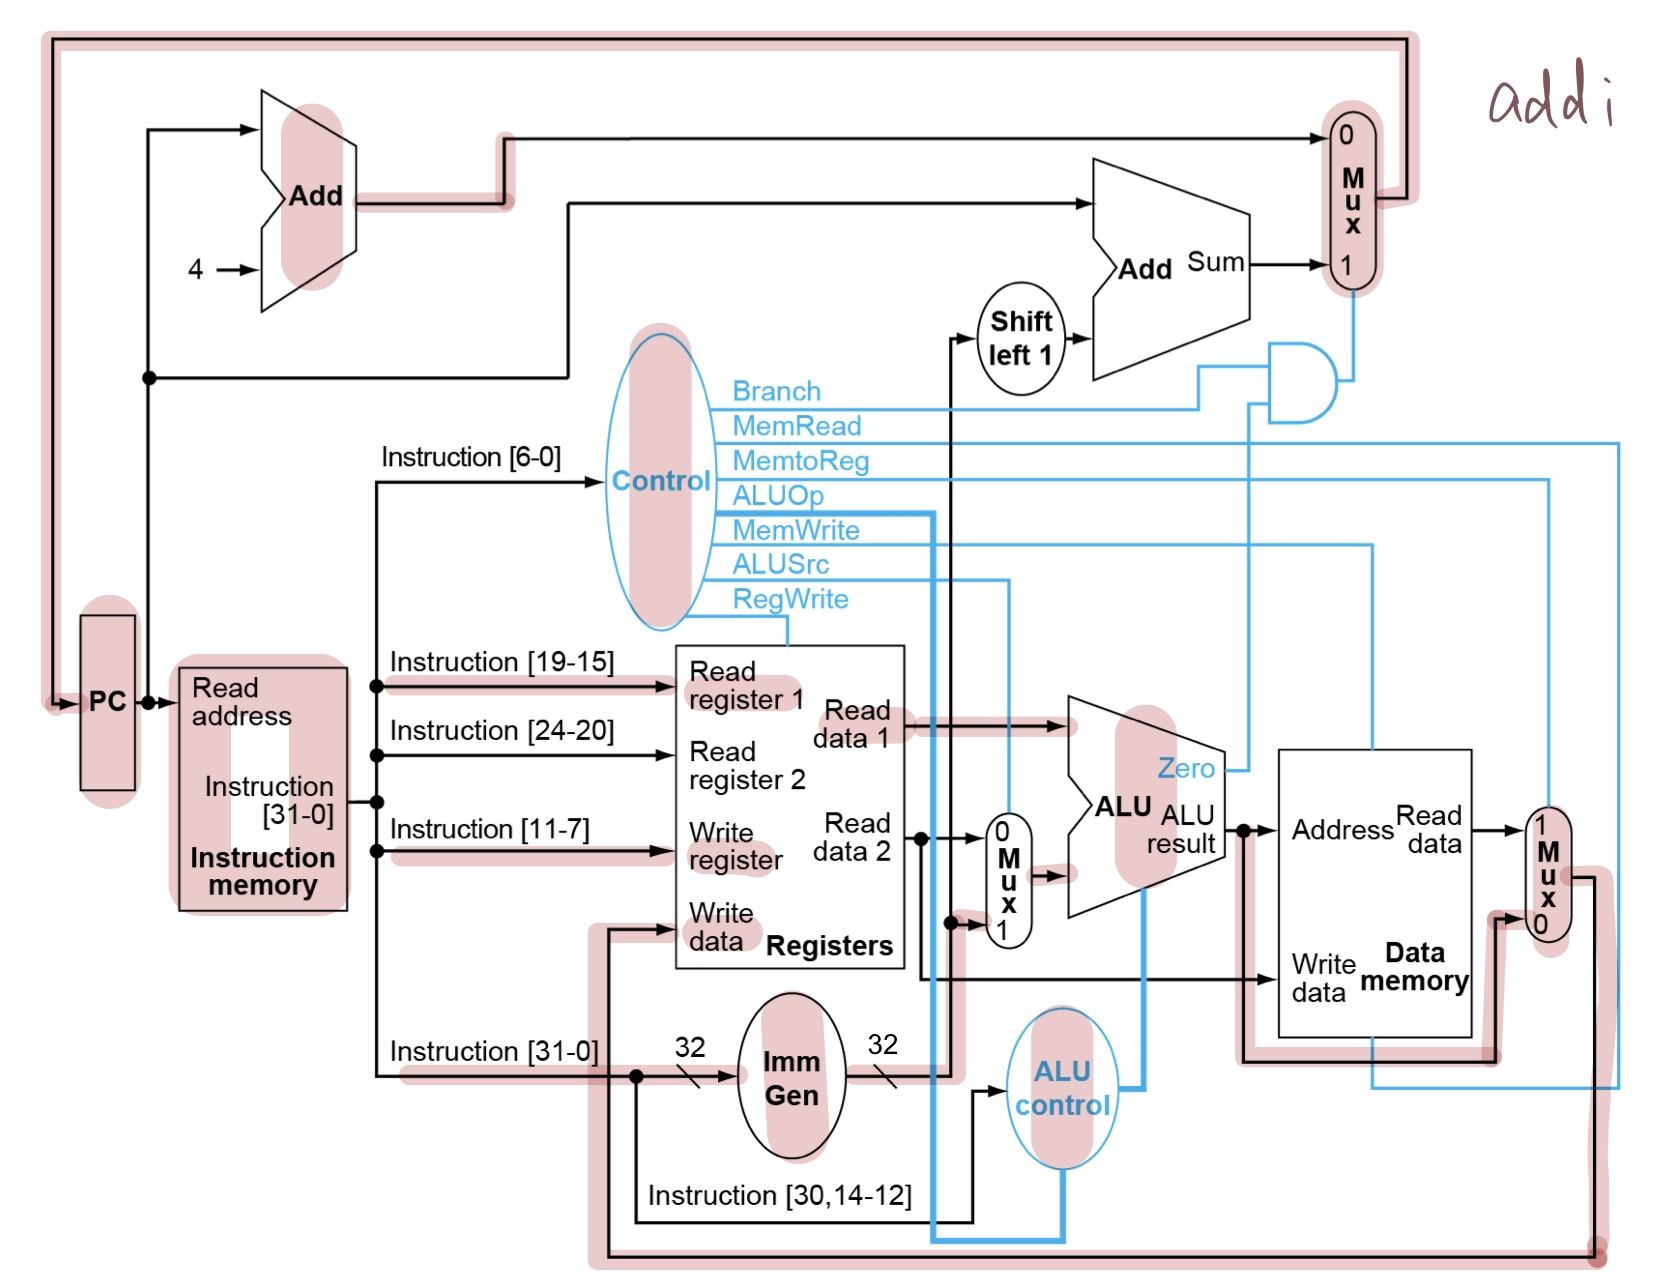 addi
0
M
u
x
1
Add
4
Add Sum
Shift
left 1
Branch
MemRead
MemtoReg
ALUOp
MemWrite
ALUSrc
RegWrite
Control
Instruction [6-0]
Instruction [19-15]
Instruction [24-20]
Instruction [11-7]
Instruction [31-0]
PC
Read
address
Instruction
[31-0]
Instruction
memory
Read
register 1
Read
register 2
Write
register
Write
data
Read
data 1
Read
data 2
Registers
0
M
u
x
1
Zero
ALU
ALU
result
Address
Read
data
Write
data
Data
memory
1
M
u
x
0
32
Imm
Gen
32
ALU
control
Instruction [30,14-12]